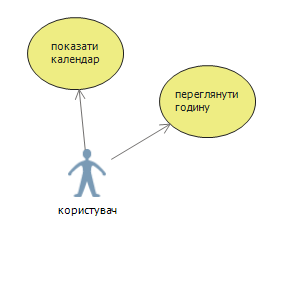 показати
календар
переглянути
годину
користувач